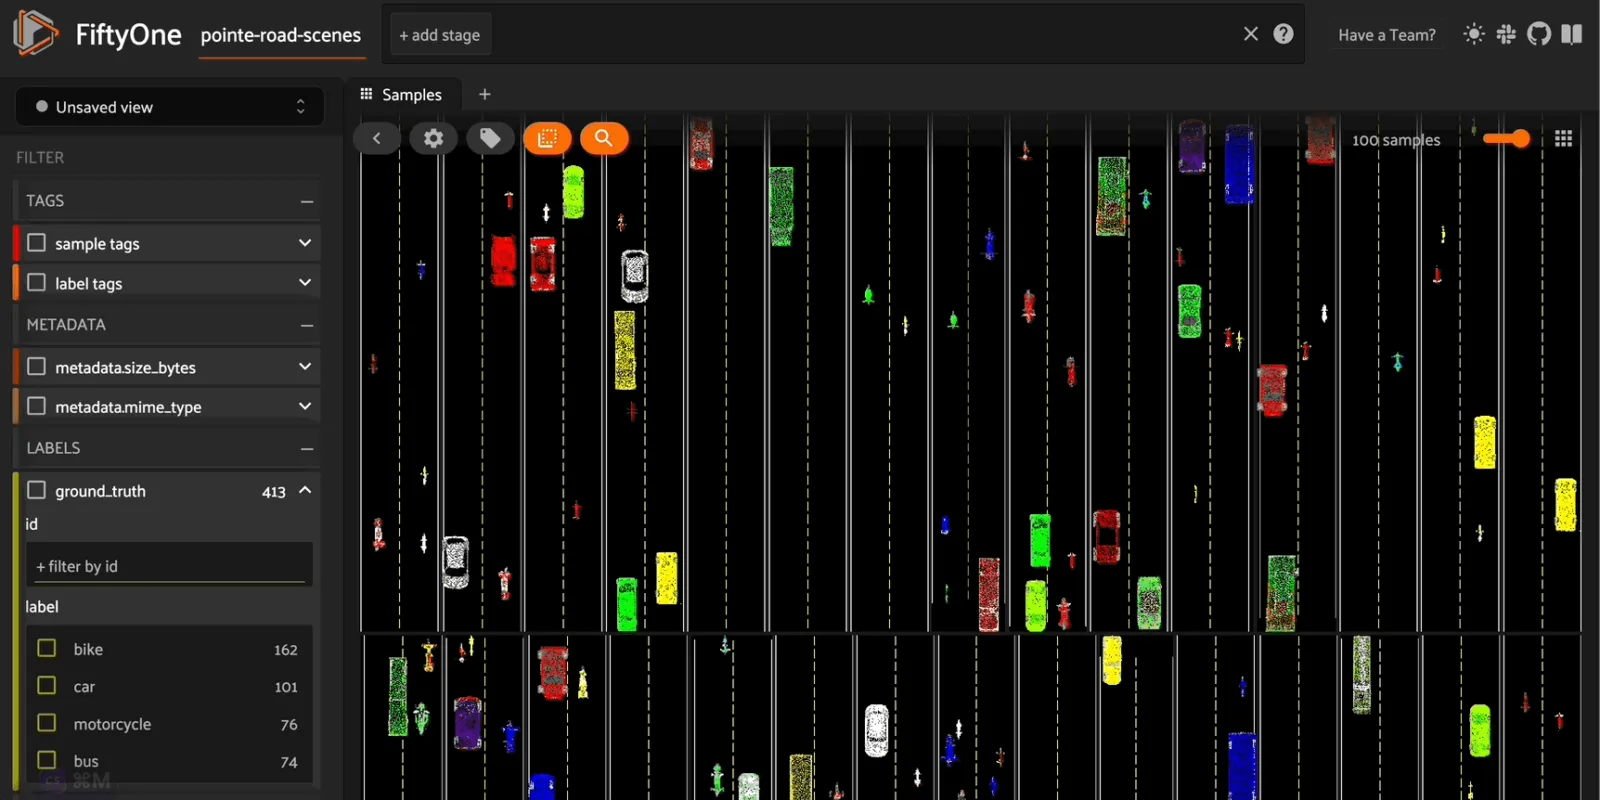 FiftyOne
pointe-road-scenes
+ add stage
Have a Team?
Unsaved view
Samples
+
100 samples
FILTER
TAGS
sample tags
label tags
METADATA
metadata.size_bytes
metadata.mime_type
LABELS
ground_truth 413
id
+ filter by id
label
bike 162
car 101
motorcycle 76
bus 74
⌘M